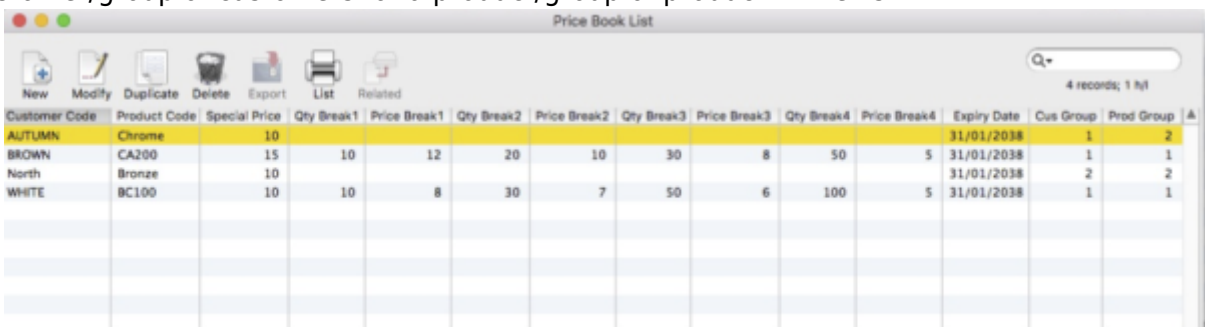 Price Book List
New Modify Duplicate Delete Export List Related
4 records; 1 h/l
Customer Code Product Code Special Price Qty Break1 Price Break1 Qty Break2 Price Break2 Qty Break3 Price Break3 Qty Break4 Price Break4 Expiry Date Cus Group Prod Group
AUTUMN Chrome 10 31/01/2038 1 2
BROWN CA200 15 10 12 20 10 30 8 50 5 31/01/2038 1 1
North Bronze 10 31/01/2038 2 2
WHITE BC100 10 10 8 30 7 50 6 100 5 31/01/2038 1 1